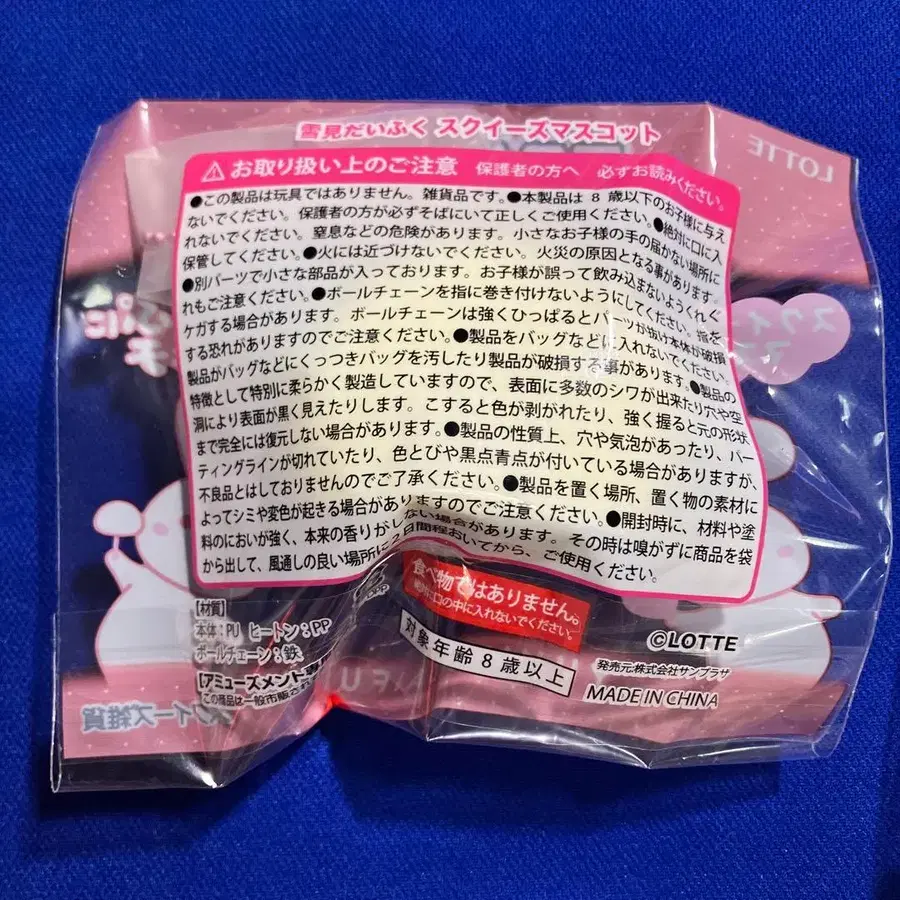 雪見だいふく スクイーズマスコット
LOTTE
⚠お取り扱い上のご注意 保護者の方へ 必ずお読みください。
●この製品は玩具ではありません。雑貨品です。●本製品は8歳以下のお子様に与え
ないでください。保護者の方が必ずそばにいて正しくご使用ください。●絶対に口に入
れないでください。窒息などの危険があります。小さなお子様の手の届かない場所に
保管してください。●火には近づけないでください。火災の原因となる事があります。
●別パーツで小さな部品が入っております。お子様が誤って飲み込まないようくれぐ
れもご注意ください。●ボールチェーンを指に巻き付けないようにしてください。指を
ケガする場合があります。ボールチェーンは強くひっぱるとパーツが抜け本体が破損
する恐れがありますのでご注意ください。●製品をバッグなどに入れないでください。
製品がバッグなどにくっつきバッグを汚したり製品が破損する事があります。●製品の
特徴として特別に柔らかく製造していますので、表面に多数のシワが出来たり穴や空
洞により表面が黒く見えたりします。こすると色が剥がれたり、強く握ると元の形状
まで完全には復元しない場合があります。●製品の性質上、穴や気泡があったり、パー
ティングラインが切れていたり、色とびや黒点青点が付いている場合がありますが、
不良品とはしておりませんのでご了承ください。●製品を置く場所、置く物の素材に
よってシミや変色が起きる場合がありますのでご注意ください。●開封時に、材料や塗
料のにおいが強く、本来の香りがしない場合があります。その時は嗅がずに商品を袋
から出して、風通しの良い場所に2日間程おいてから、ご使用ください。
食べ物ではありません。
絶対に口の中に入れないでください。
対象年齢8歳以上
【材質】
本体:PU ヒートン:PP
ボールチェーン:鉄
【アミューズメント専
この商品は一般市販され
©LOTTE
発売元:株式会社サンプラザ
MADE IN CHINA